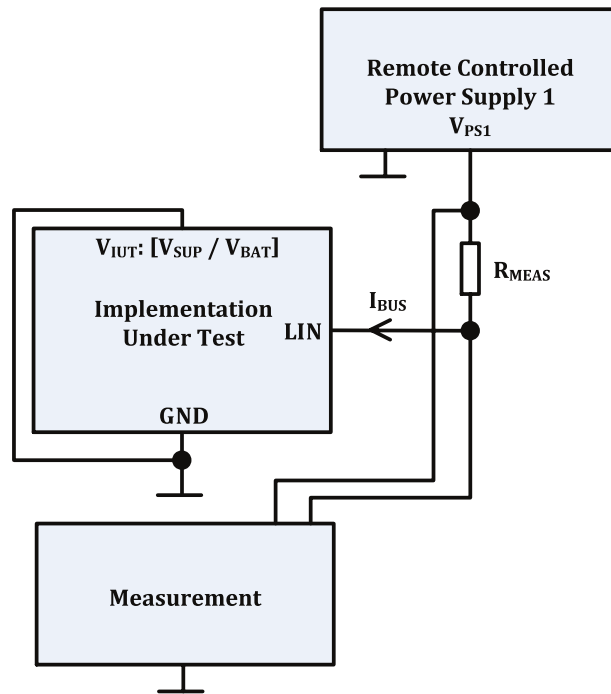 Remote Controlled
Power Supply 1
VPS1
VIUT: [VSUP / VBAT]
Implementation
Under Test
RMEAS
IBUS
LIN
GND
Measurement